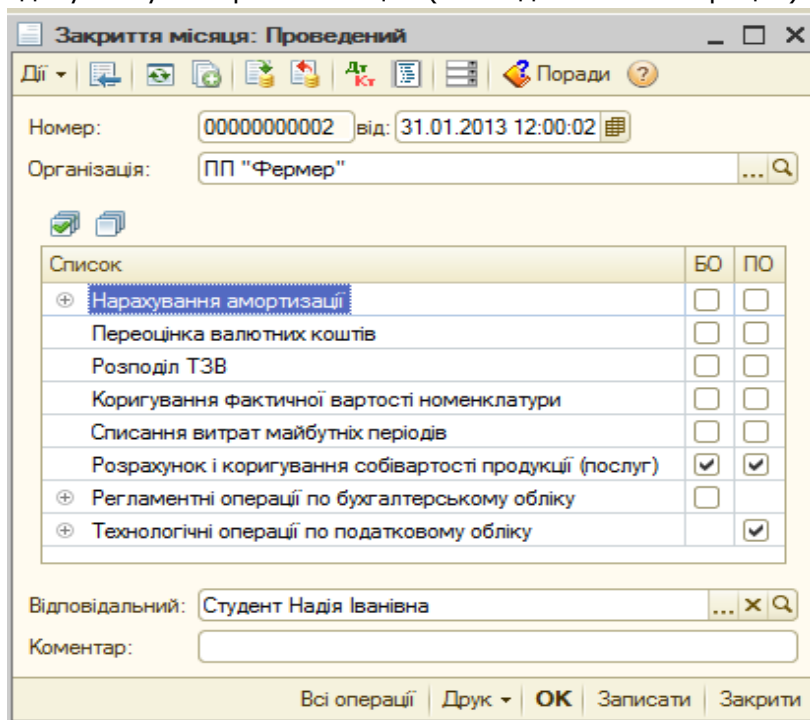 Закриття місяця: Проведений
Дії Дт Кт Поради ?
Номер: 00000000002 від: 31.01.2013 12:00:02
Організація: ПП "Фермер" ...
Список БО ПО
Нарахування амортизації
Переоцінка валютних коштів
Розподіл ТЗВ
Коригування фактичної вартості номенклатури
Списання витрат майбутніх періодів
Розрахунок і коригування собівартості продукції (послуг)
Регламентні операції по бухгалтерському обліку
Технологічні операції по податковому обліку
Відповідальний: Студент Надія Іванівна ...
Коментар:
Всі операції Друк OK Записати Закрити